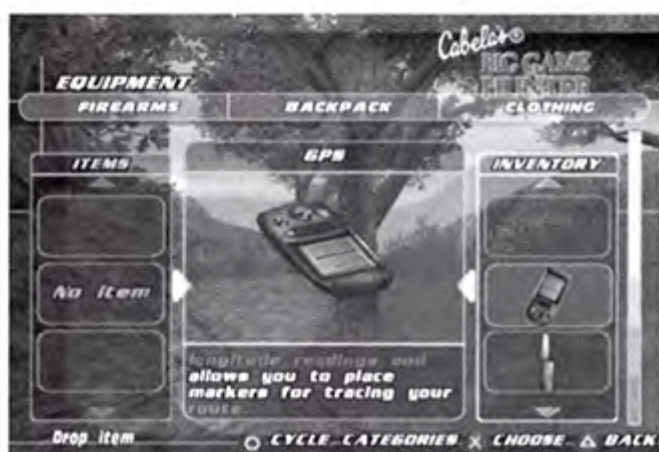 Cabela's®
BIG GAME
HUNTER
EQUIPMENT
FIREARMS
BACKPACK
CLOTHING
ITEMS
GPS
INVENTORY
No item
longitude readings and
allows you to place
markers for tracing your
route.
Drop item
CYCLE CATEGORIES X CHOOSE △ BACK